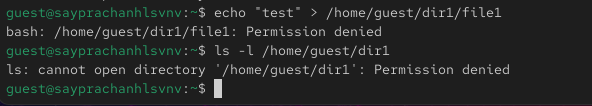 guest@sayprachanhlsvnv:~$ echo "test" > /home/guest/dir1/file1
bash: /home/guest/dir1/file1: Permission denied
guest@sayprachanhlsvnv:~$ ls -l /home/guest/dir1
ls: cannot open directory '/home/guest/dir1': Permission denied
guest@sayprachanhlsvnv:~$